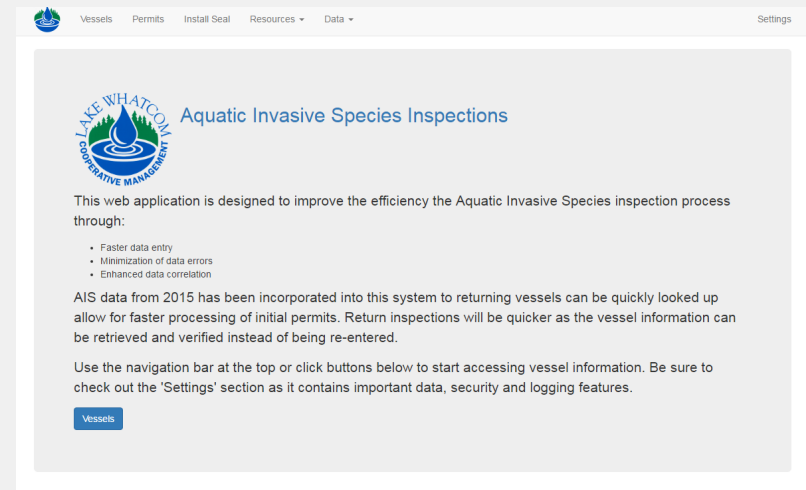 Vessels Permits Install Seal Resources Data Settings
LAKE WHATCOM
COOPERATIVE MANAGEMENT
Aquatic Invasive Species Inspections
This web application is designed to improve the efficiency the Aquatic Invasive Species inspection process
through:
Faster data entry
Minimization of data errors
Enhanced data correlation
AIS data from 2015 has been incorporated into this system to returning vessels can be quickly looked up
allow for faster processing of initial permits. Return inspections will be quicker as the vessel information can
be retrieved and verified instead of being re-entered.
Use the navigation bar at the top or click buttons below to start accessing vessel information. Be sure to
check out the 'Settings' section as it contains important data, security and logging features.
Vessels